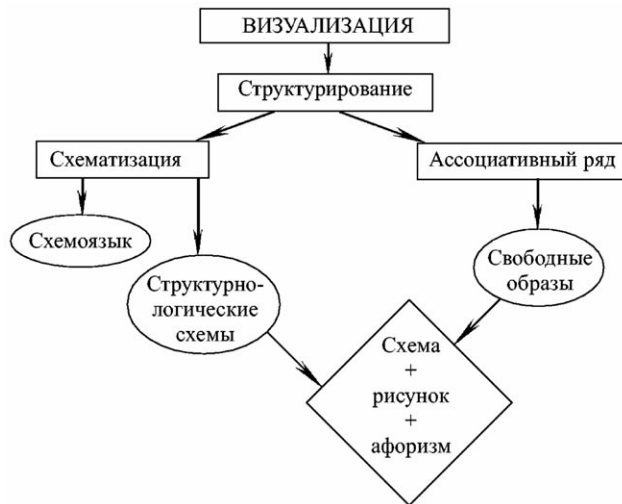 ВИЗУАЛИЗАЦИЯ
Структурирование
Схематизация
Ассоциативный ряд
Схемоязык
Свободные
образы
Структурно-
логические
схемы
Схема
+
рисунок
+
афоризм